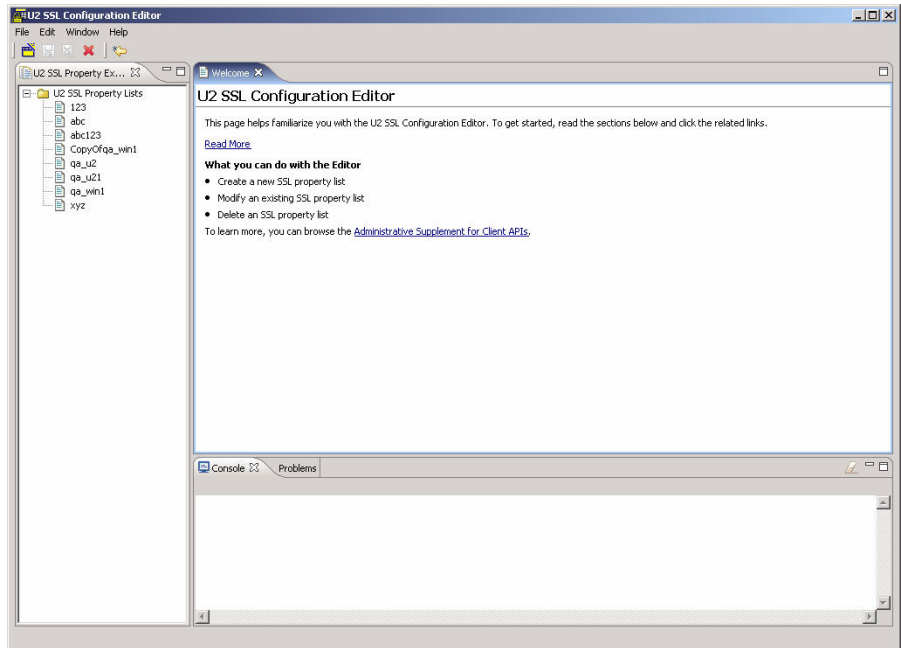 U2 SSL Configuration Editor
File Edit Window Help
U2 SSL Property Ex...
U2 SSL Property Lists
123
abc
abc123
CopyOfqa_win1
qa_u2
qa_u21
qa_win1
xyz
Welcome
U2 SSL Configuration Editor
This page helps familiarize you with the U2 SSL Configuration Editor. To get started, read the sections below and click the related links.
Read More
What you can do with the Editor
• Create a new SSL property list
• Modify an existing SSL property list
• Delete an SSL property list
To learn more, you can browse the Administrative Supplement for Client APIs.
Console Problems